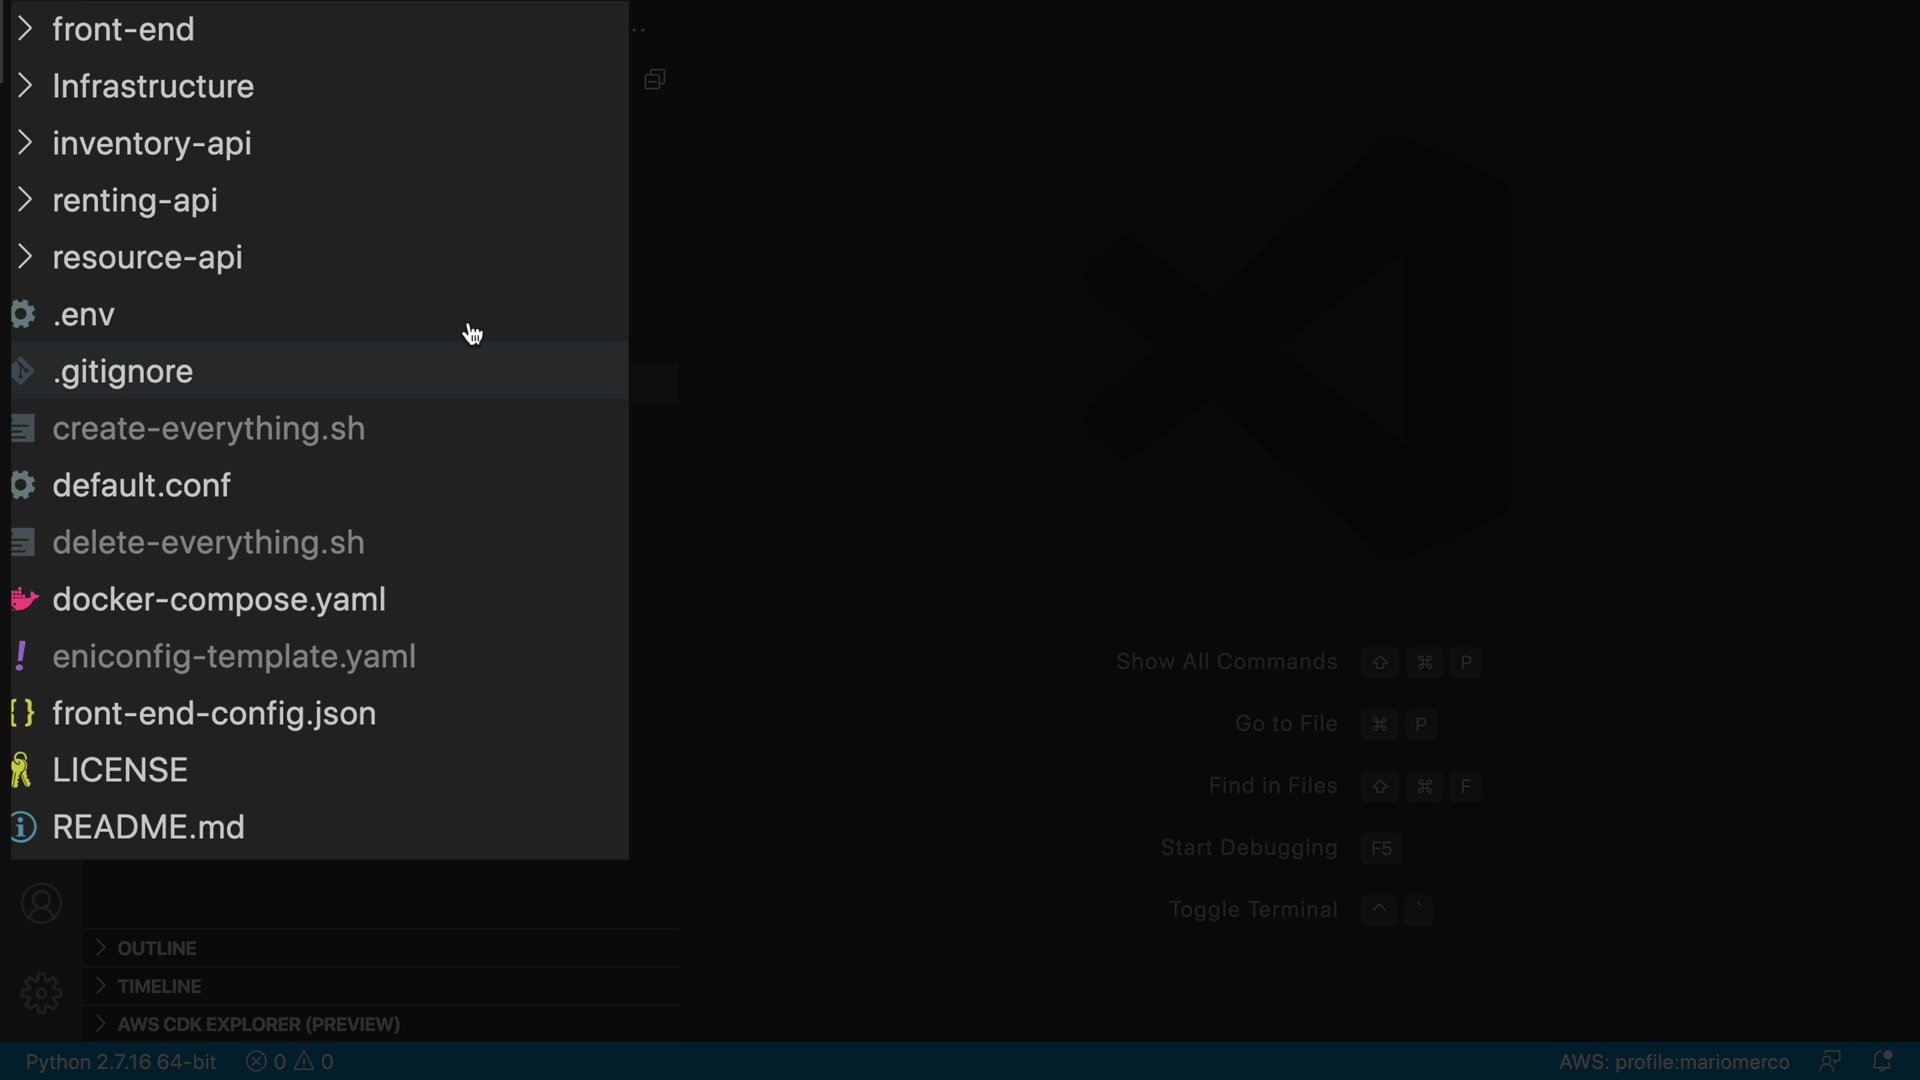 front-end
Infrastructure
inventory-api
renting-api
resource-api
.env
.gitignore
create-everything.sh
default.conf
delete-everything.sh
docker-compose.yaml
eniconfig-template.yaml
front-end-config.json
LICENSE
README.md
OUTLINE
TIMELINE
AWS CDK EXPLORER (PREVIEW)
Show All Commands ⇧ ⌘ P
Go to File ⌘ P
Find in Files ⇧ ⌘ F
Start Debugging F5
Toggle Terminal ^ `
Python 2.7.16 64-bit 0 0 AWS: profile:mariomerco